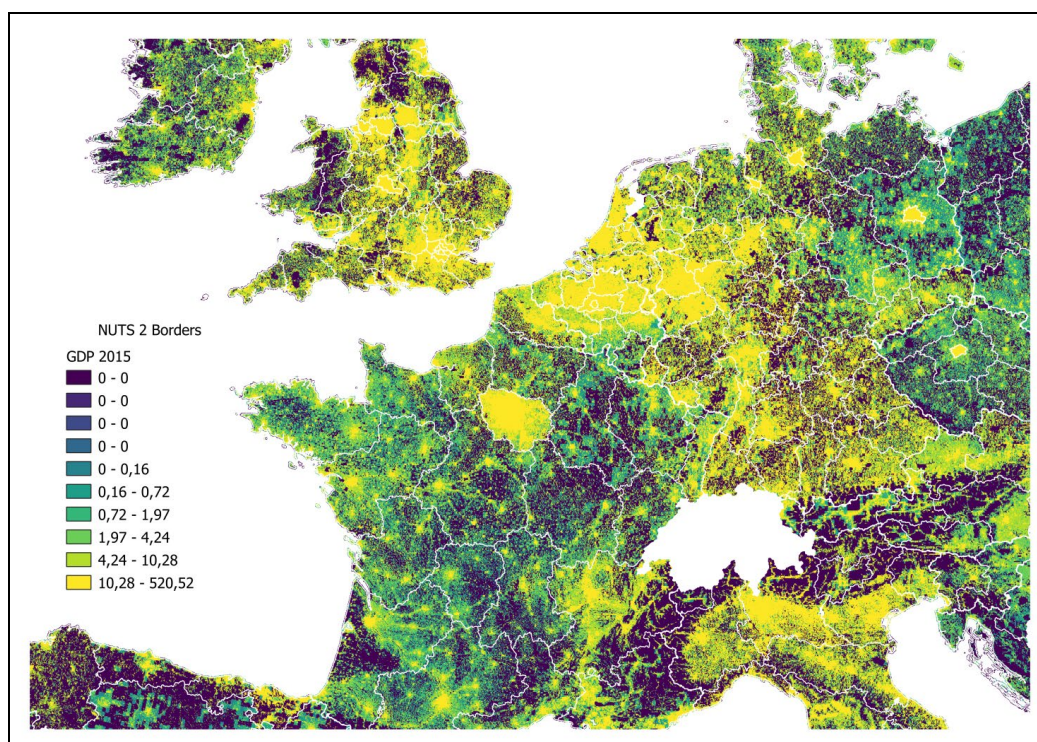 NUTS 2 Borders
GDP 2015
0 - 0
0 - 0
0 - 0
0 - 0
0 - 0,16
0,16 - 0,72
0,72 - 1,97
1,97 - 4,24
4,24 - 10,28
10,28 - 520,52